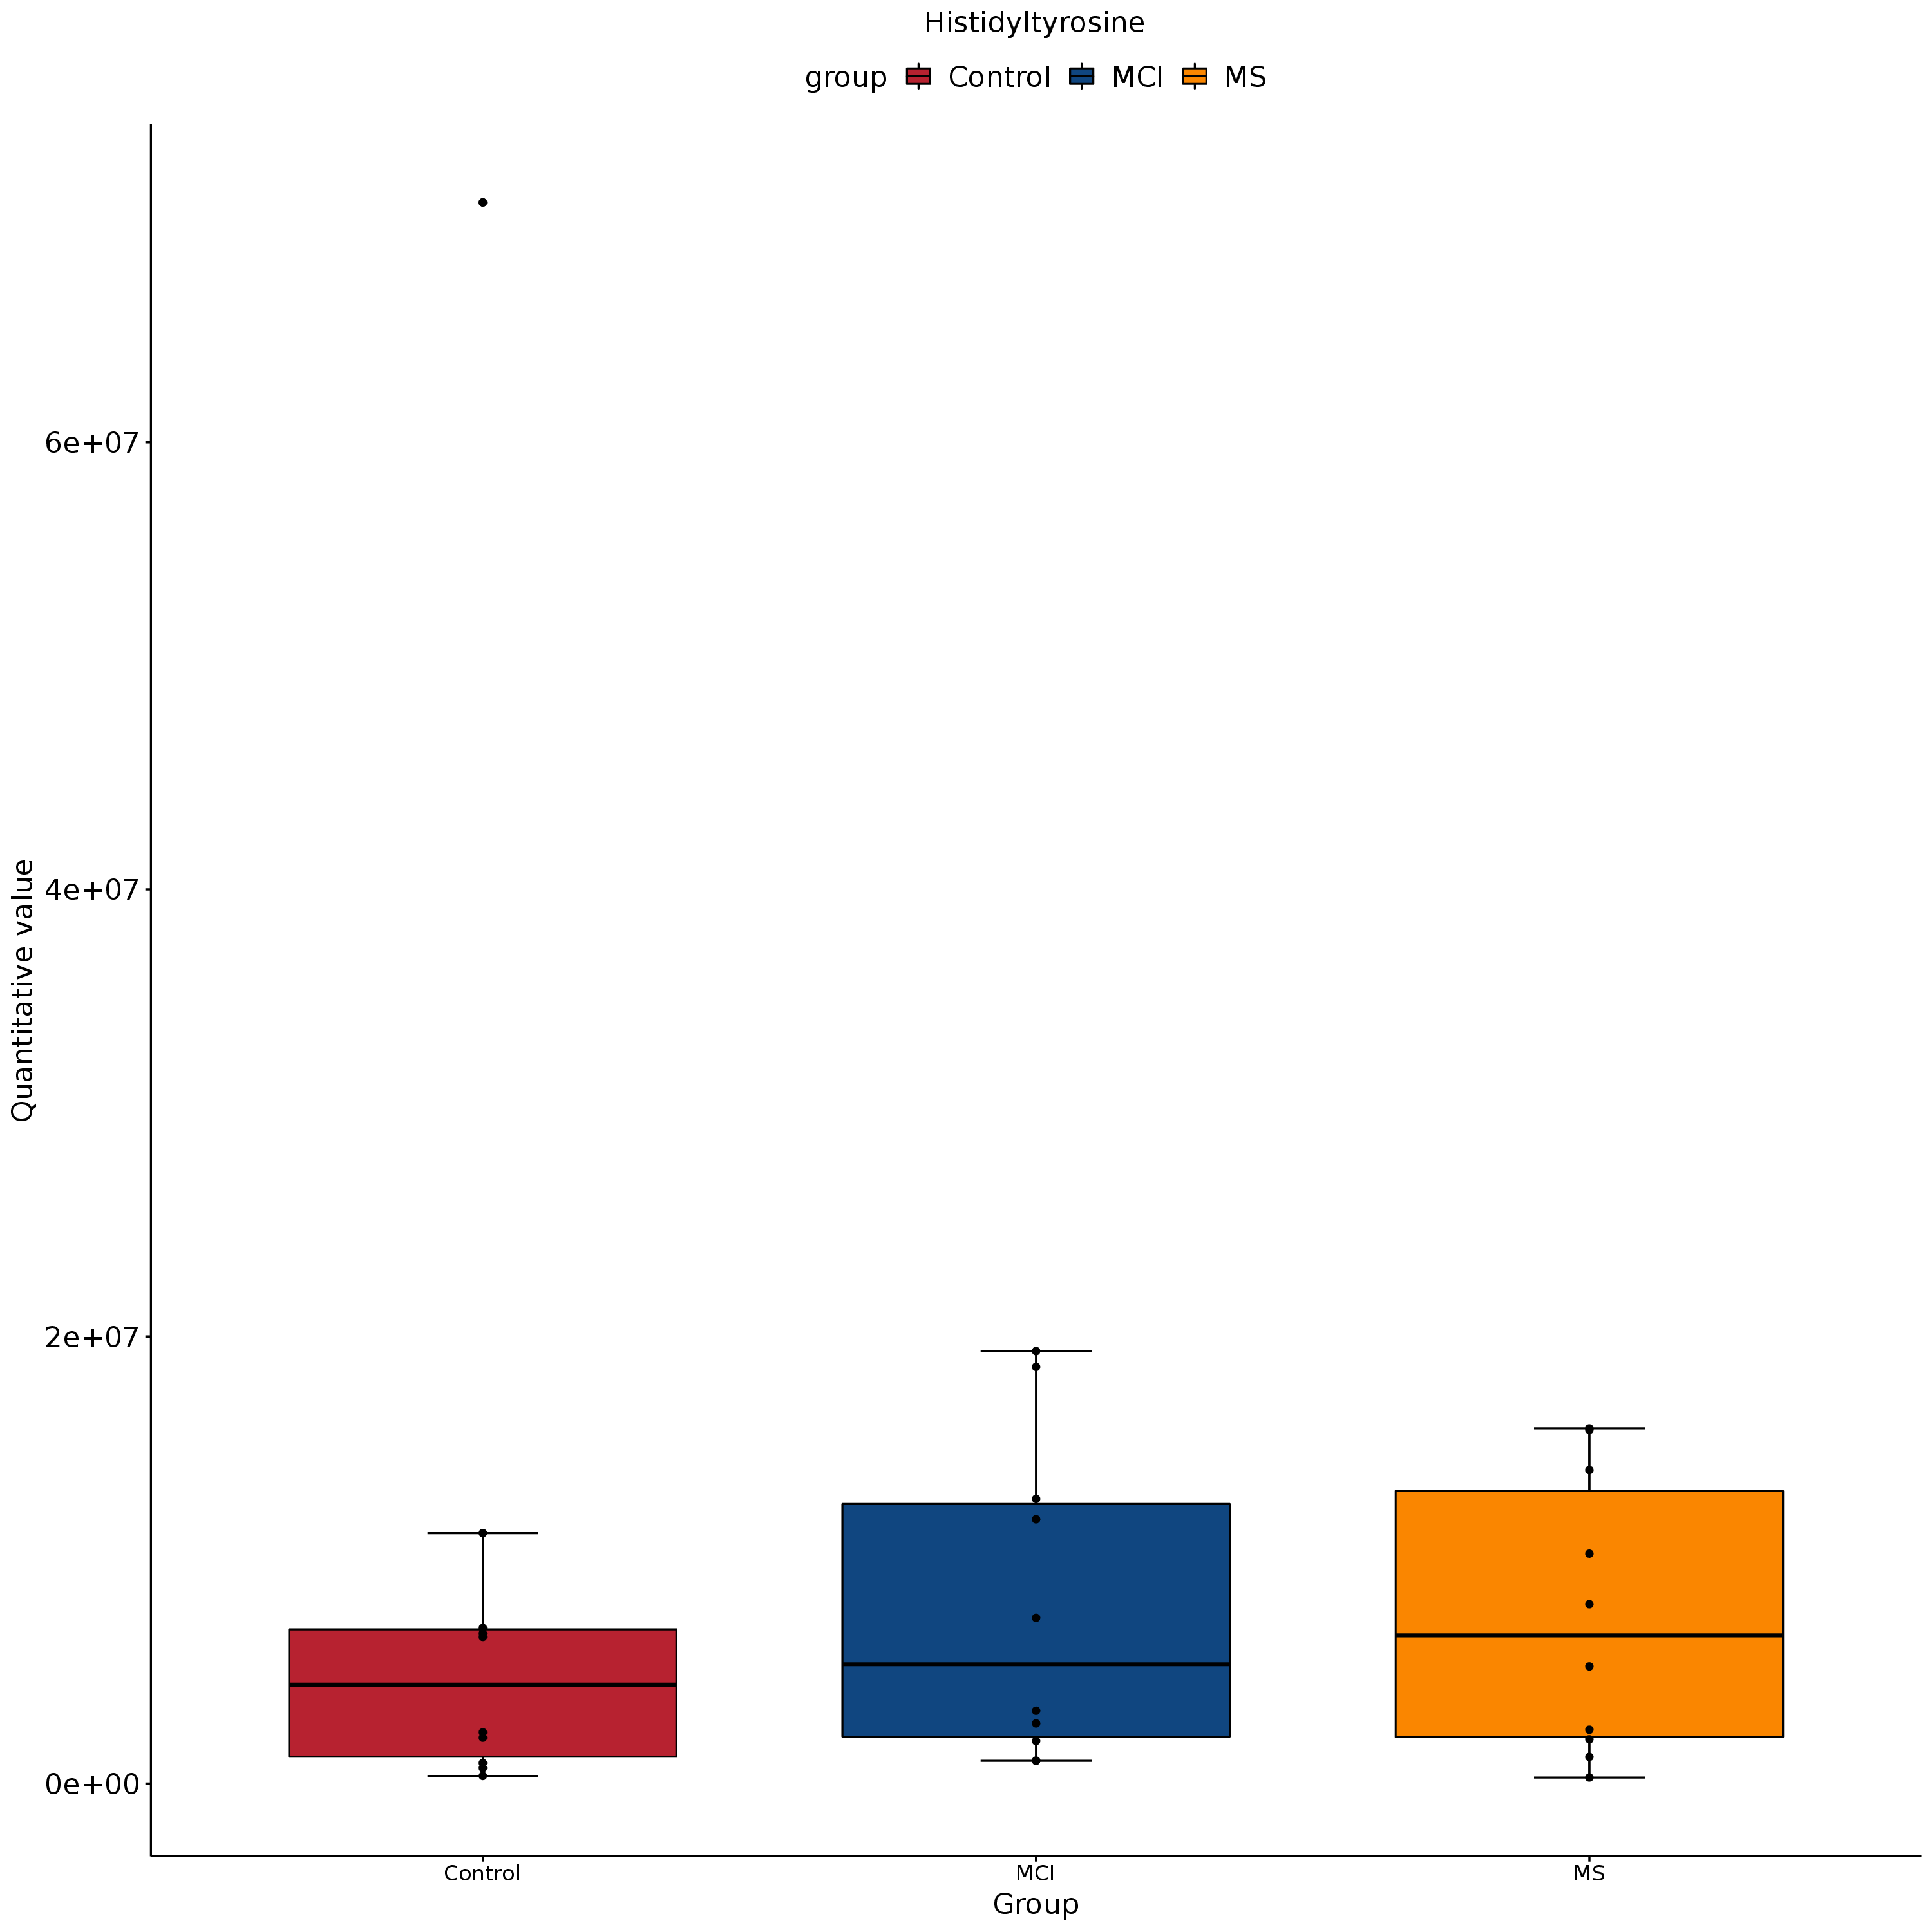 Histidyltyrosine
group Control MCI MS
Quantitative value
6e+07
4e+07
2e+07
0e+00
Control MCI MS
Group